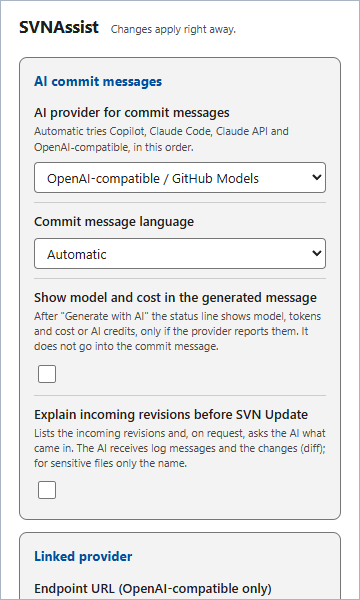 SVNAssist Changes apply right away.
AI commit messages
AI provider for commit messages
Automatic tries Copilot, Claude Code, Claude API and
OpenAI-compatible, in this order.
OpenAI-compatible / GitHub Models
Commit message language
Automatic
Show model and cost in the generated message
After "Generate with AI" the status line shows model, tokens
and cost or AI credits, only if the provider reports them. It
does not go into the commit message.
Explain incoming revisions before SVN Update
Lists the incoming revisions and, on request, asks the AI what
came in. The AI receives log messages and the changes (diff);
for sensitive files only the name.
Linked provider
Endpoint URL (OpenAI-compatible only)